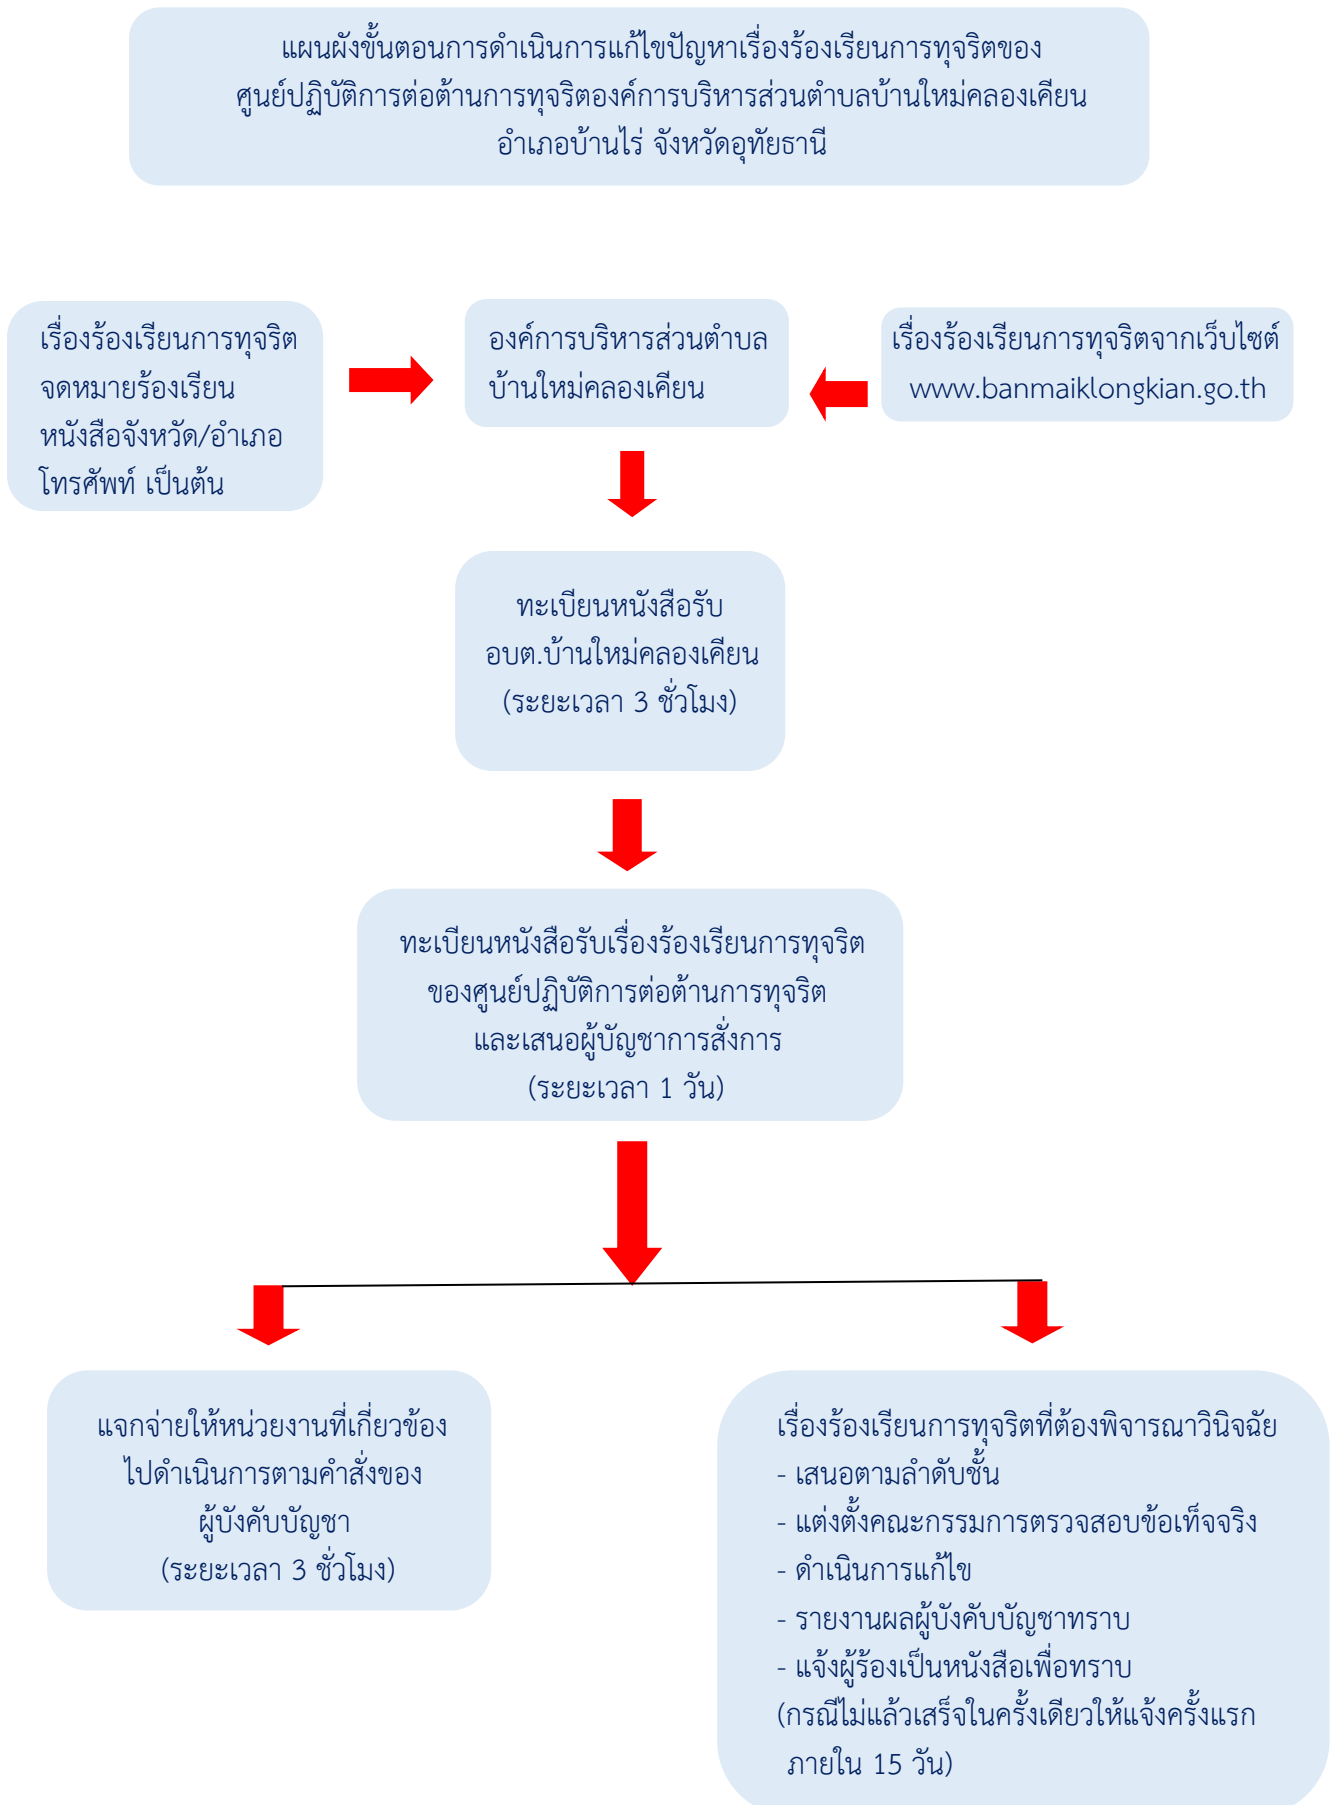 แผนผังขั้นตอนการดำเนินการแก้ไขปัญหาเรื่องร้องเรียนการทุจริตของ
ศูนย์ปฏิบัติการต่อต้านการทุจริตองค์การบริหารส่วนตำบลบ้านใหม่คลองเคียน
อำเภอบ้านไร่ จังหวัดอุทัยธานี
เรื่องร้องเรียนการทุจริต
จดหมายร้องเรียน
หนังสือจังหวัด/อำเภอ
โทรศัพท์ เป็นต้น
องค์การบริหารส่วนตำบล
บ้านใหม่คลองเคียน
เรื่องร้องเรียนการทุจริตจากเว็บไซต์
www.banmaiklongkian.go.th
ทะเบียนหนังสือรับ
อบต.บ้านใหม่คลองเคียน
(ระยะเวลา 3 ชั่วโมง)
ทะเบียนหนังสือรับเรื่องร้องเรียนการทุจริต
ของศูนย์ปฏิบัติการต่อต้านการทุจริต
และเสนอผู้บัญชาการสั่งการ
(ระยะเวลา 1 วัน)
แจกจ่ายให้หน่วยงานที่เกี่ยวข้อง
ไปดำเนินการตามคำสั่งของ
ผู้บังคับบัญชา
(ระยะเวลา 3 ชั่วโมง)
เรื่องร้องเรียนการทุจริตที่ต้องพิจารณาวินิจฉัย
- เสนอตามลำดับชั้น
- แต่งตั้งคณะกรรมการตรวจสอบข้อเท็จจริง
- ดำเนินการแก้ไข
- รายงานผลผู้บังคับบัญชาทราบ
- แจ้งผู้ร้องเป็นหนังสือเพื่อทราบ
(กรณีไม่แล้วเสร็จในครั้งเดียวให้แจ้งครั้งแรก
ภายใน 15 วัน)